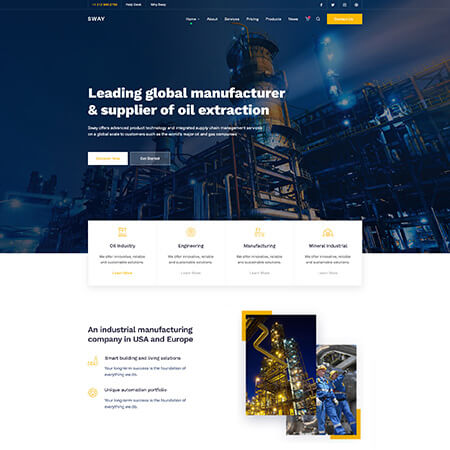 Help Desk
Why Sway
SWAY
Home
About
Services
Pricing
Products
News
Contact Us
Leading global manufacturer
& supplier of oil extraction
Sway offers advanced product technology and integrated supply chain management services
on a global scale to customers such as the world's major oil and gas companies
Discover Now
Get Started
Oil Industry
We offer innovative, reliable
and sustainable solutions.
Learn More
Engineering
We offer innovative, reliable
and sustainable solutions.
Learn More
Manufacturing
We offer innovative, reliable
and sustainable solutions.
Learn More
Mineral Industrial
We offer innovative, reliable
and sustainable solutions.
Learn More
An industrial manufacturing
company in USA and Europe
Smart building and living solutions
Your long-term success is the foundation of
everything we do.
Unique automation portfolio
Your long-term success is the foundation of
everything we do.